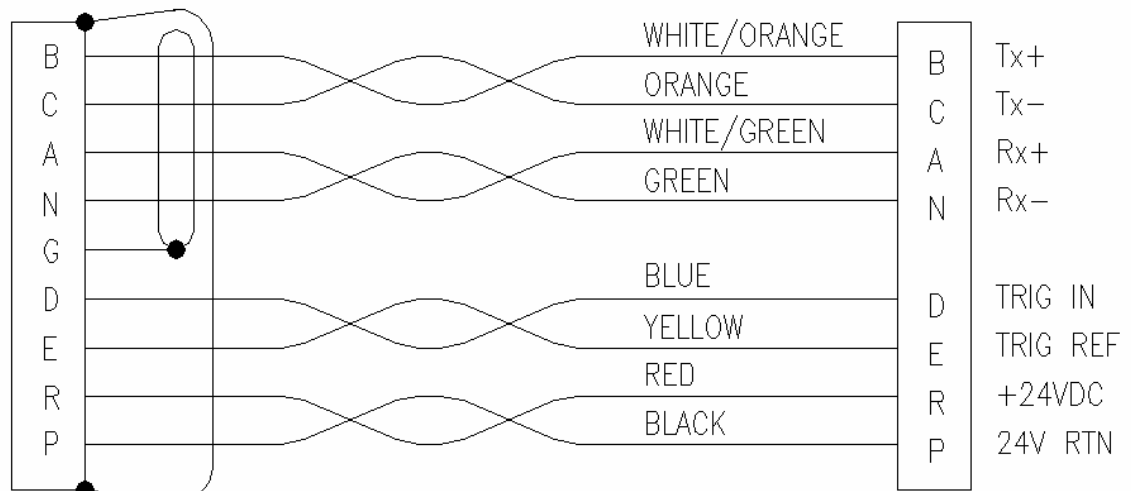 WHITE/ORANGE
B B Tx+
ORANGE
C C Tx-
WHITE/GREEN
A A Rx+
GREEN
N N Rx-
G
BLUE
D D TRIG IN
YELLOW
E E TRIG REF
RED
R R +24VDC
BLACK
P P 24V RTN